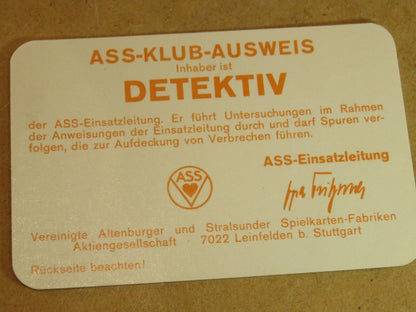 ASS-KLUB-AUSWEIS
Inhaber ist
DETEKTIV
der ASS-Einsatzleitung. Er führt Untersuchungen im Rahmen
der Anweisungen der Einsatzleitung durch und darf Spuren ver-
folgen, die zur Aufdeckung von Verbrechen führen.
ASS-Einsatzleitung
ASS
Vereinigte Altenburger und Stralsunder Spielkarten-Fabriken
Aktiengesellschaft 7022 Leinfelden b. Stuttgart
Rückseite beachten!